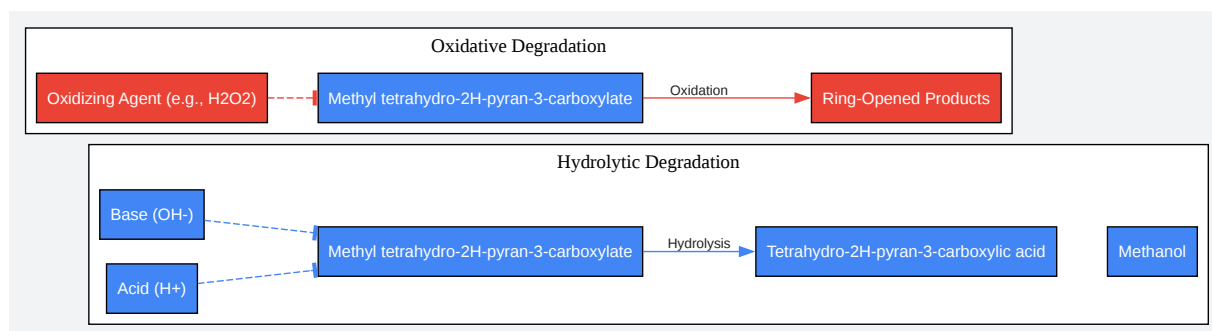 Oxidative Degradation
Oxidizing Agent (e.g., H2O2)
Methyl tetrahydro-2H-pyran-3-carboxylate
Oxidation
Ring-Opened Products
Hydrolytic Degradation
Base (OH-)
Acid (H+)
Methyl tetrahydro-2H-pyran-3-carboxylate
Hydrolysis
Tetrahydro-2H-pyran-3-carboxylic acid
Methanol